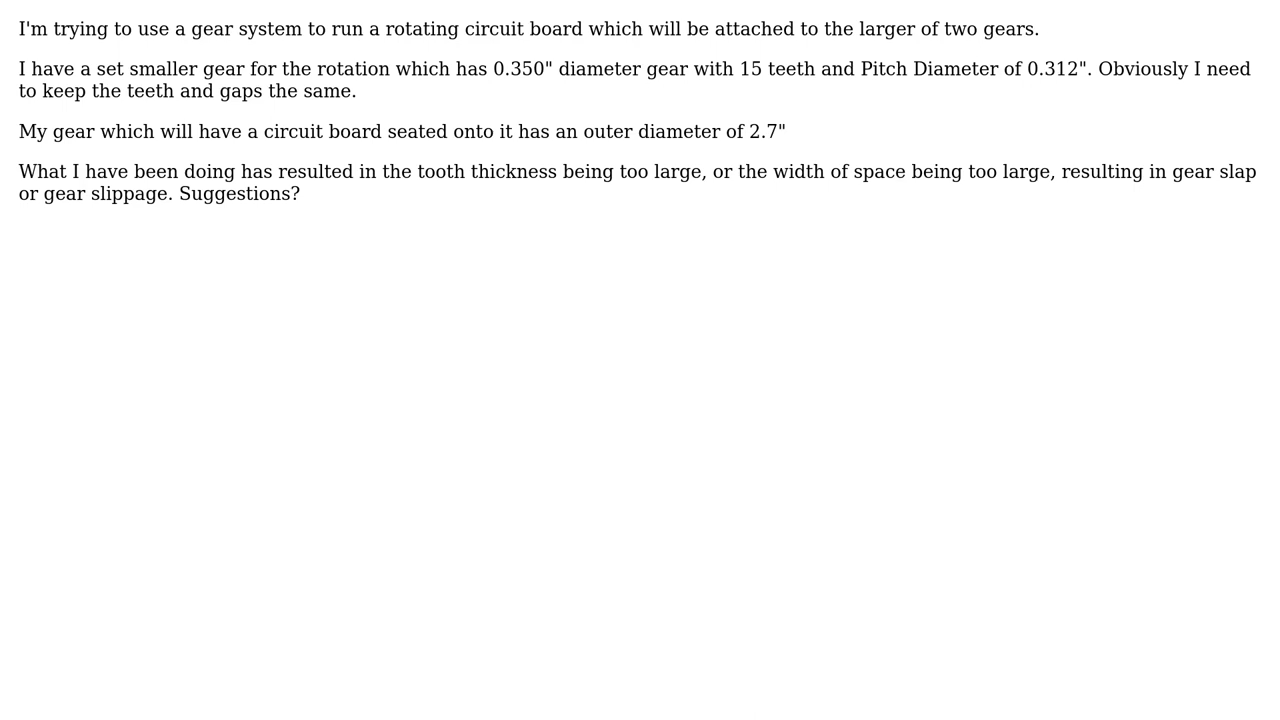 I'm trying to use a gear system to run a rotating circuit board which will be attached to the larger of two gears.
I have a set smaller gear for the rotation which has 0.350" diameter gear with 15 teeth and Pitch Diameter of 0.312". Obviously I need
to keep the teeth and gaps the same.
My gear which will have a circuit board seated onto it has an outer diameter of 2.7"
What I have been doing has resulted in the tooth thickness being too large, or the width of space being too large, resulting in gear slap
or gear slippage. Suggestions?